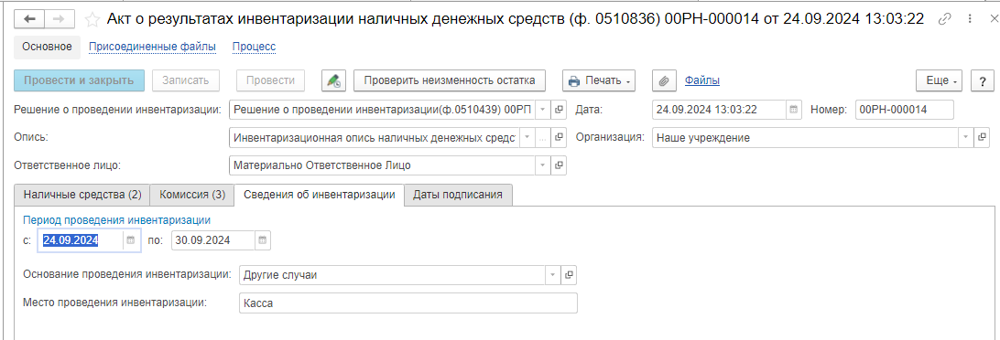 Акт о результатах инвентаризации наличных денежных средств (ф. 0510836) 00РН-000014 от 24.09.2024 13:03:22
Основное Присоединенные файлы Процесс
Провести и закрыть Записать Провести Проверить неизменность остатка Печать Файлы Еще ?
Решение о проведении инвентаризации: Решение о проведении инвентаризации(ф.0510439) 00РП Дата: 24.09.2024 13:03:22 Номер: 00РН-000014
Опись: Инвентаризационная опись наличных денежных средс Организация: Наше учреждение
Ответственное лицо: Материально Ответственное Лицо
Наличные средства (2) Комиссия (3) Сведения об инвентаризации Даты подписания
Период проведения инвентаризации
с: 24.09.2024 по: 30.09.2024
Основание проведения инвентаризации: Другие случаи
Место проведения инвентаризации: Касса